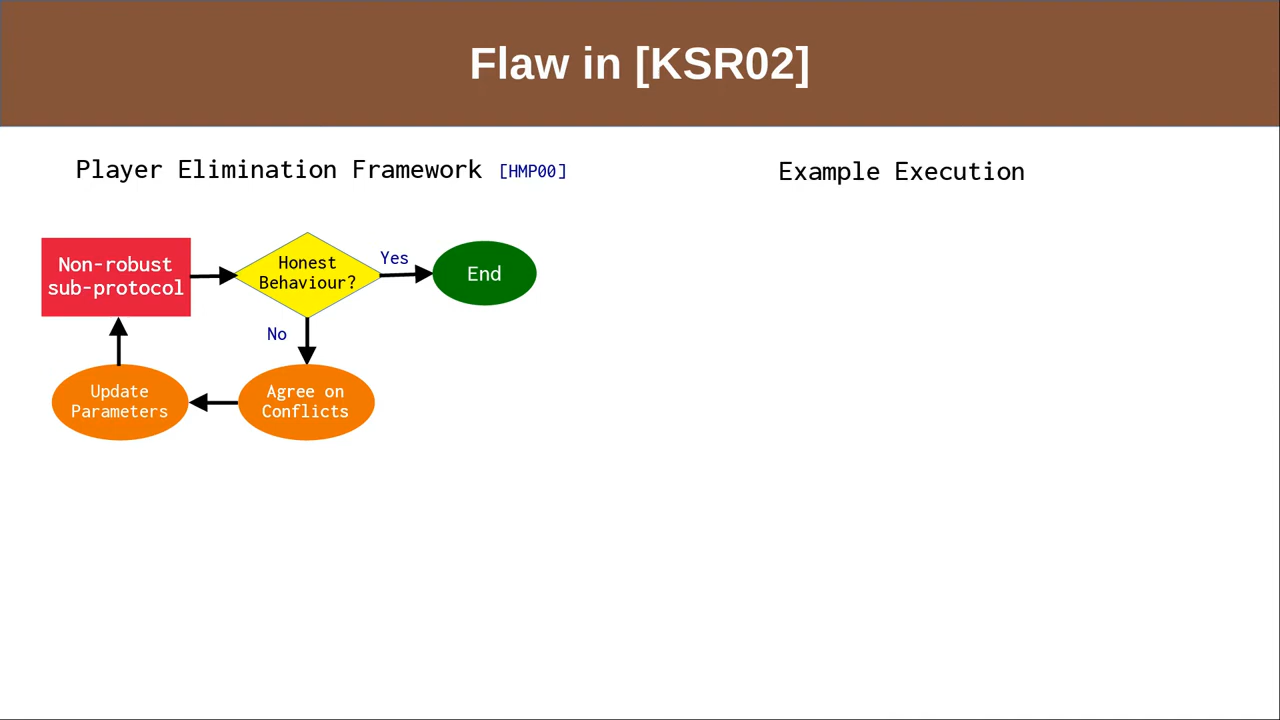 Flaw in [KSR02]
Player Elimination Framework [HMP00]
Example Execution
Non-robust
sub-protocol
Honest
Behaviour?
Yes
End
No
Update
Parameters
Agree on
Conflicts